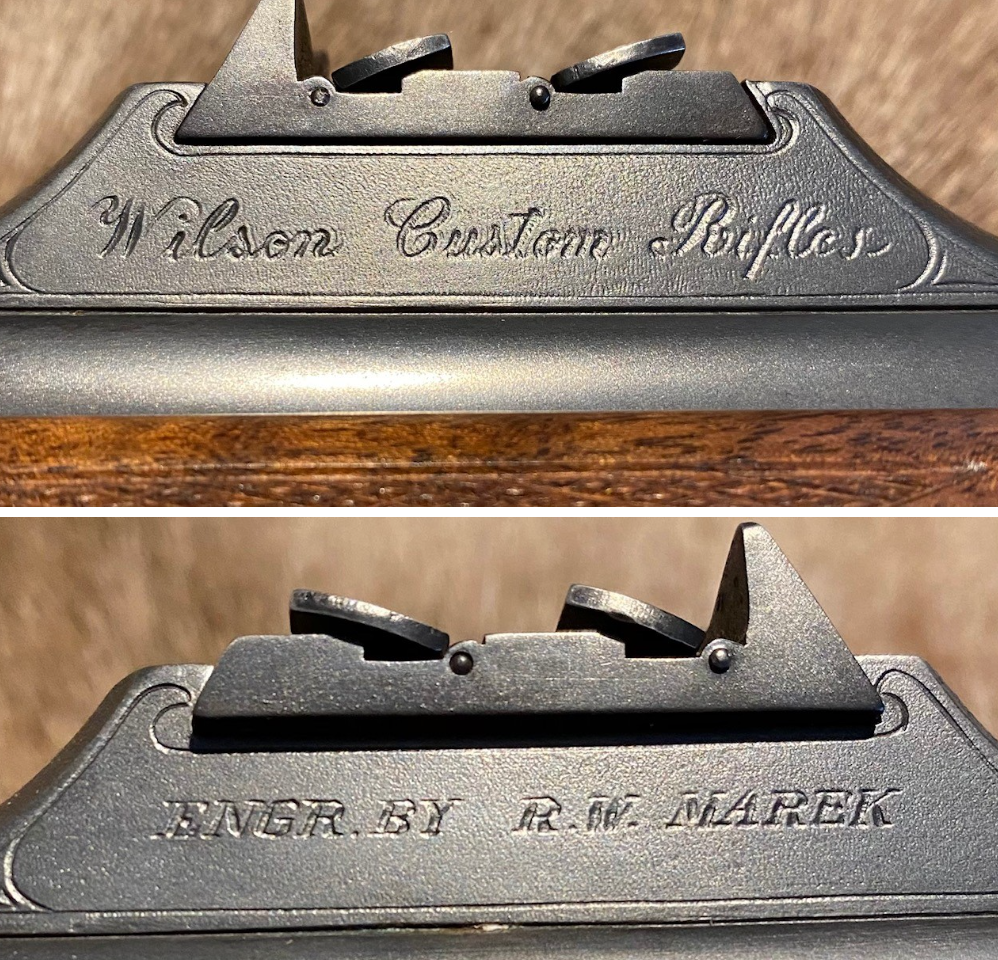 Wilson Custom Rifles
ENGR. BY R.W. MAREK